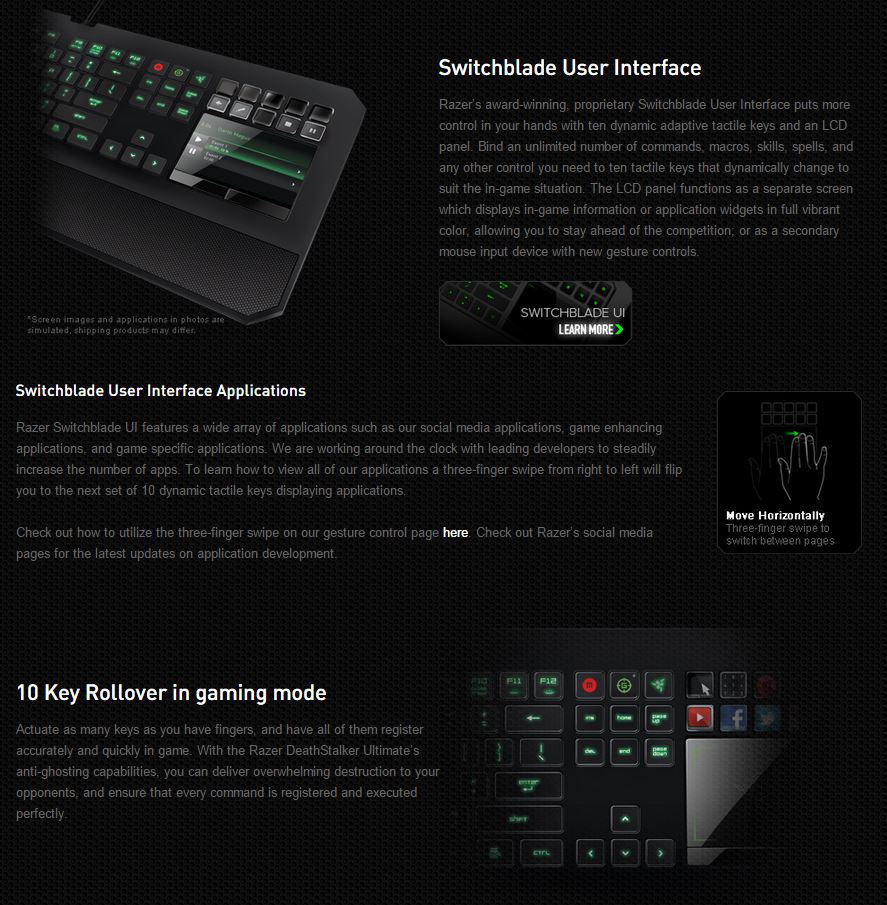 Switchblade User Interface
Razer's award-winning, proprietary Switchblade User Interface puts more
control in your hands with ten dynamic adaptive tactile keys and an LCD
panel. Bind an unlimited number of commands, macros, skills, spells, and
any other control you need to ten tactile keys that dynamically change to
suit the in-game situation. The LCD panel functions as a separate screen
which displays in-game information or application widgets in full vibrant
color, allowing you to stay ahead of the competition; or as a secondary
mouse input device with new gesture controls.
SWITCHBLADE UI
LEARN MORE
*Screen images and applications in photos are
simulated, shipping products may differ.
Switchblade User Interface Applications
Razer Switchblade UI features a wide array of applications such as our social media applications, game enhancing
applications, and game specific applications. We are working around the clock with leading developers to steadily
increase the number of apps. To learn how to view all of our applications a three-finger swipe from right to left will flip
you to the next set of 10 dynamic tactile keys displaying applications.
Check out how to utilize the three-finger swipe on our gesture control page here. Check out Razer's social media
pages for the latest updates on application development.
Move Horizontally
Three-finger swipe to
switch between pages
10 Key Rollover in gaming mode
Actuate as many keys as you have fingers, and have all of them register
accurately and quickly in game. With the Razer DeathStalker Ultimate's
anti-ghosting capabilities, you can deliver overwhelming destruction to your
opponents, and ensure that every command is registered and executed
perfectly.
F10 F11 F12
ins home page up
del end page down
enter
shift
ctrl